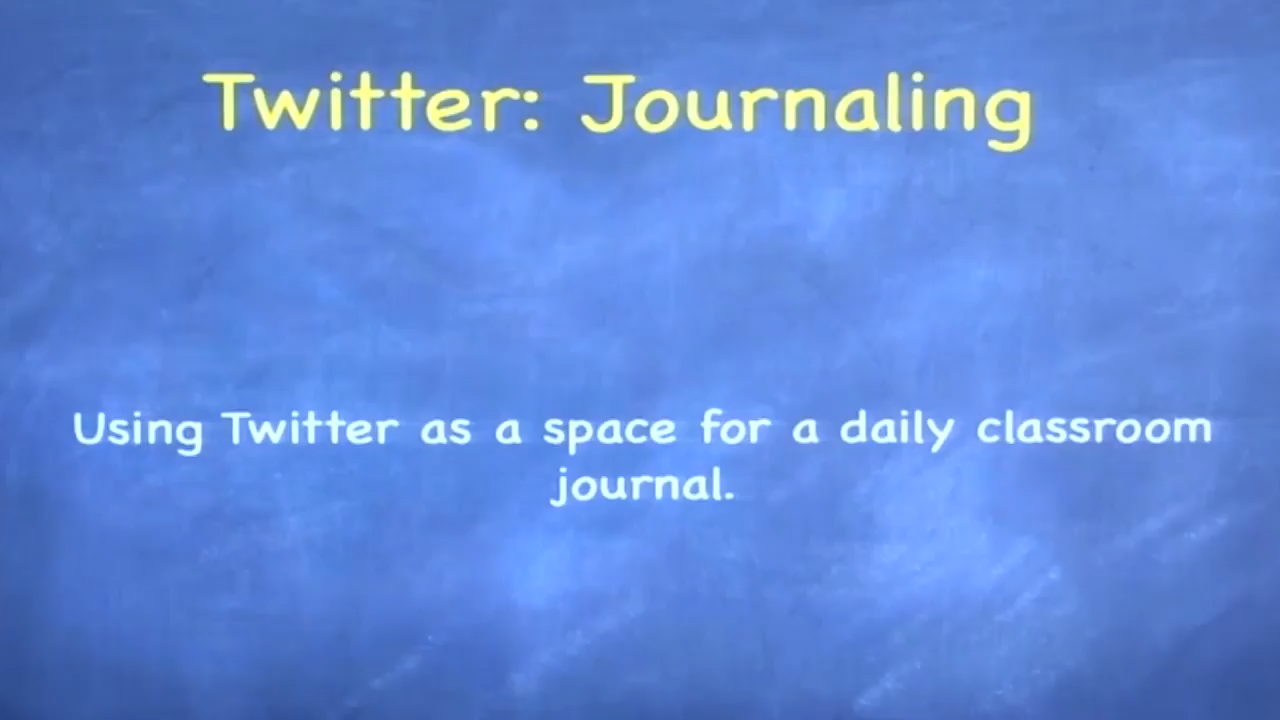 Twitter: Journaling
Using Twitter as a space for a daily classroom
journal.